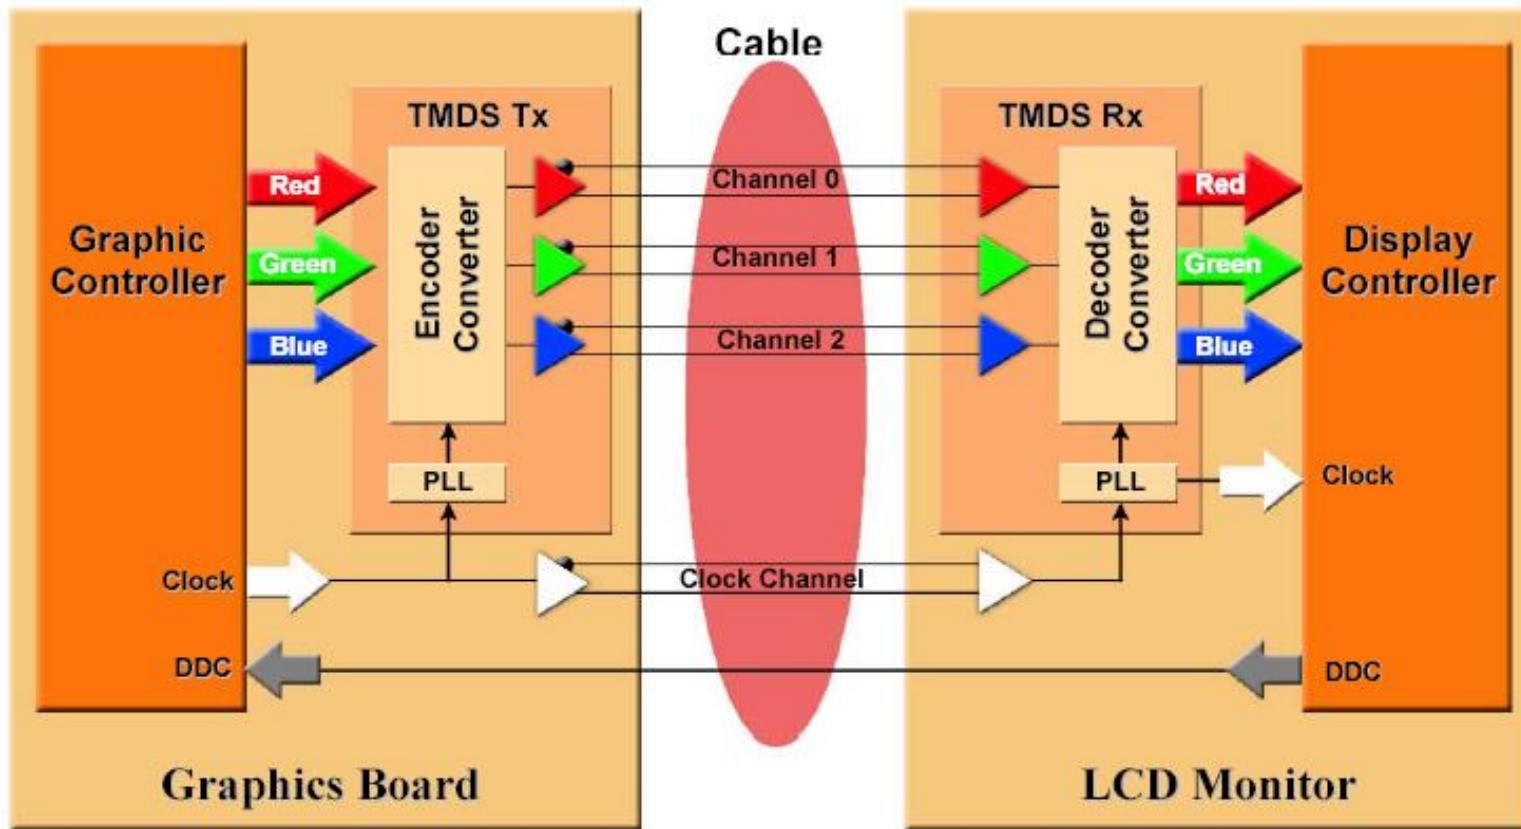 Cable
TMDS Tx
TMDS Rx
Red
Channel 0
Red
Graphic
Controller
Encoder
Converter
Decoder
Converter
Display
Controller
Green
Channel 1
Green
Blue
Channel 2
Blue
PLL
PLL
Clock
Clock
Clock Channel
DDC
DDC
Graphics Board
LCD Monitor